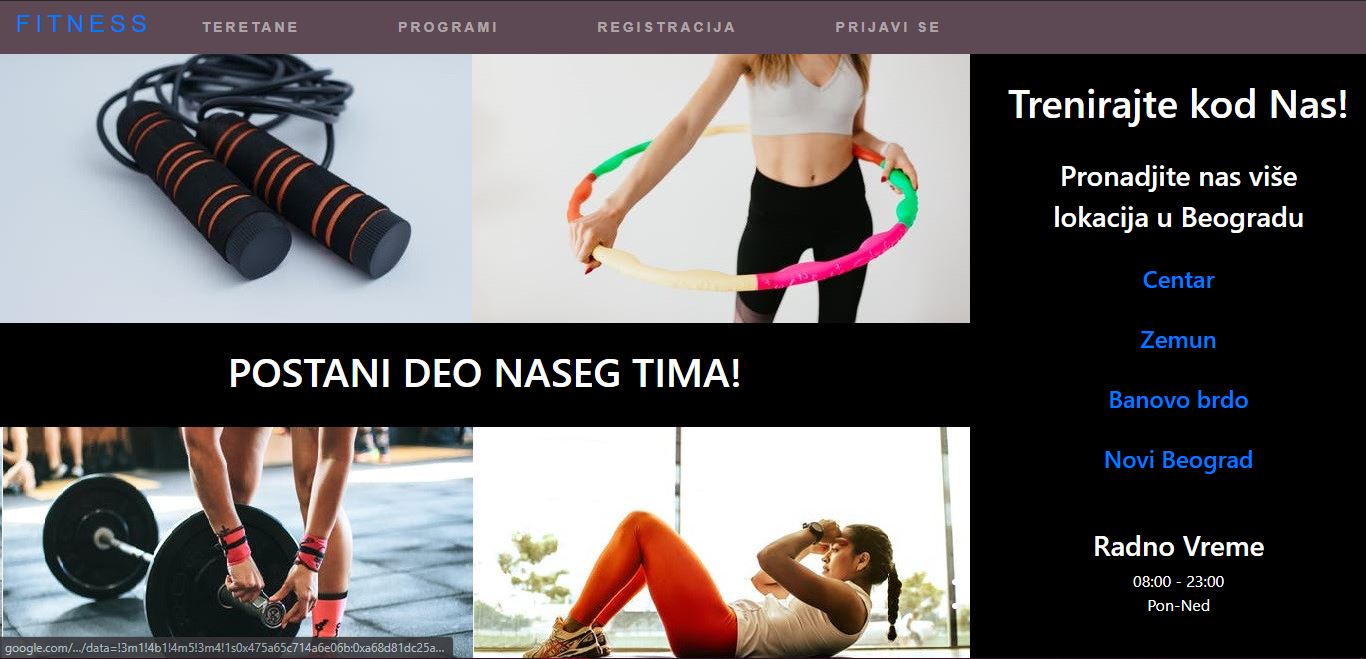 FITNESS
TERETANE
PROGRAMI
REGISTRACIJA
PRIJAVI SE
Trenirajte kod Nas!
Pronadjite nas više
lokacija u Beogradu
Centar
Zemun
Banovo brdo
Novi Beograd
Radno Vreme
08:00 - 23:00
Pon-Ned
POSTANI DEO NASEG TIMA!
google.com/.../data=!3m1!4b1!4m5!3m4!1s0x475a65c714a6e06b:0xa68d81dc25a...